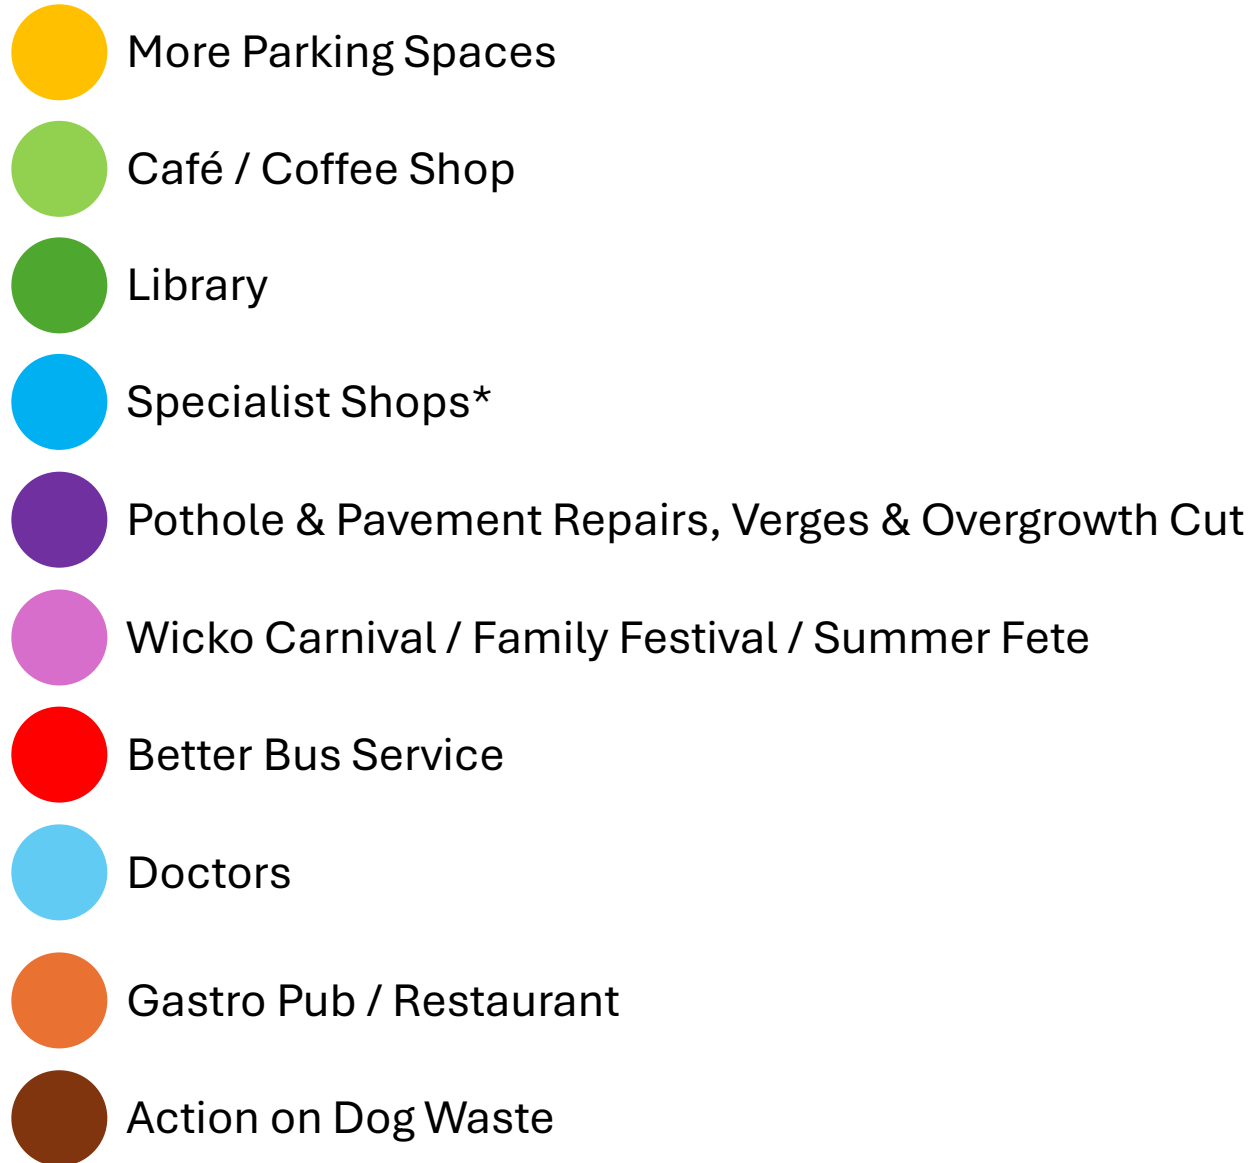 More Parking Spaces
Café / Coffee Shop
Library
Specialist Shops*
Pothole & Pavement Repairs, Verges & Overgrowth Cut
Wicko Carnival / Family Festival / Summer Fete
Better Bus Service
Doctors
Gastro Pub / Restaurant
Action on Dog Waste